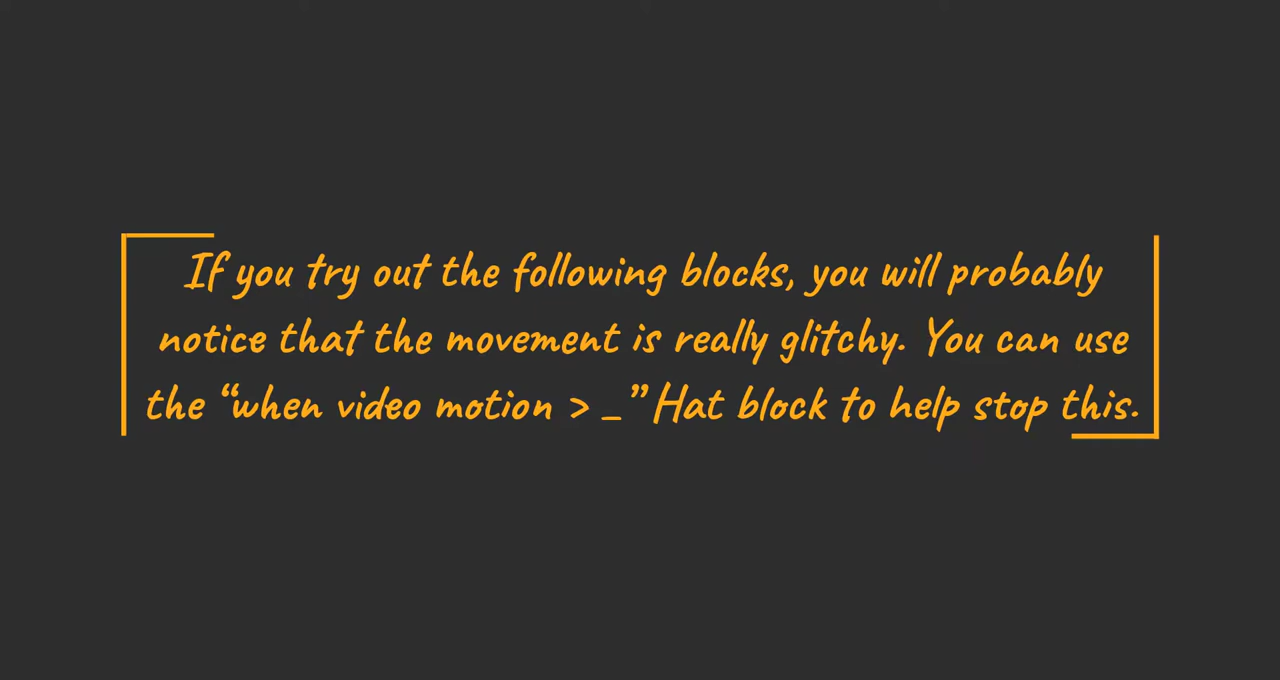 If you try out the following blocks, you will probably
notice that the movement is really glitchy. You can use
the “when video motion > _” Hat block to help stop this.